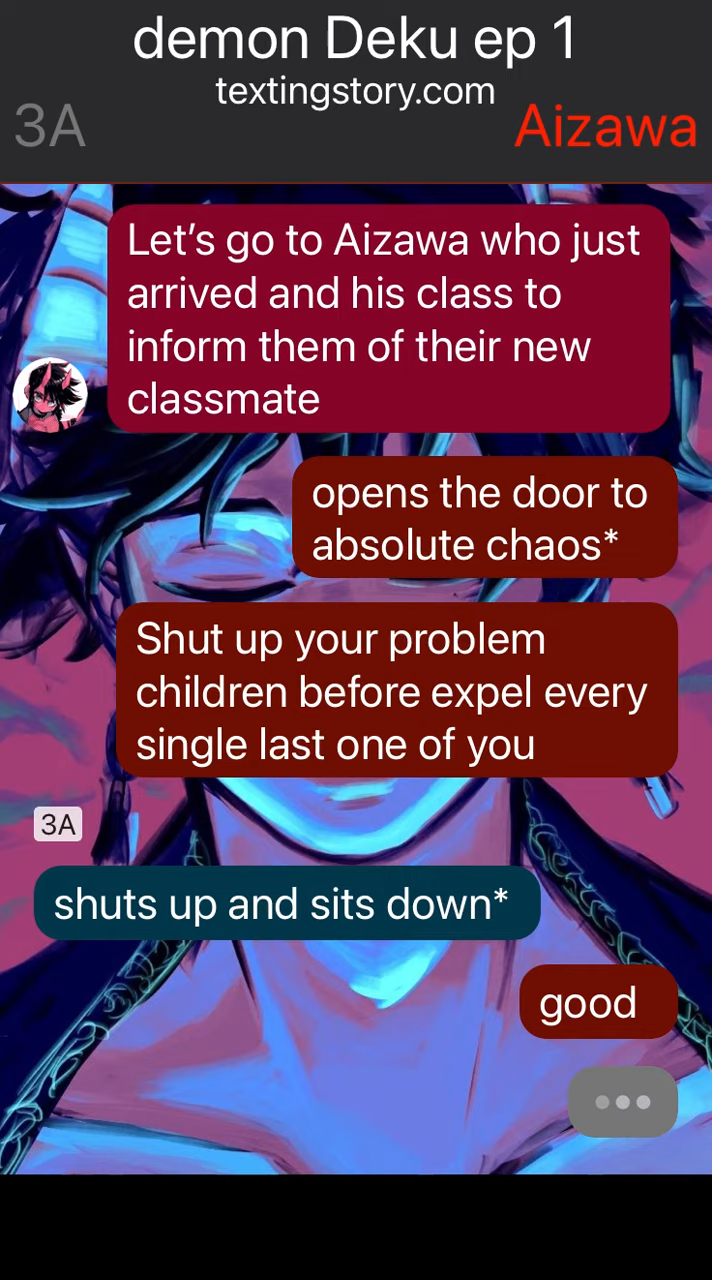 demon Deku ep 1
textingstory.com
3A
Aizawa
Let’s go to Aizawa who just
arrived and his class to
inform them of their new
classmate
opens the door to
absolute chaos*
Shut up your problem
children before expel every
single last one of you
3A
shuts up and sits down*
good